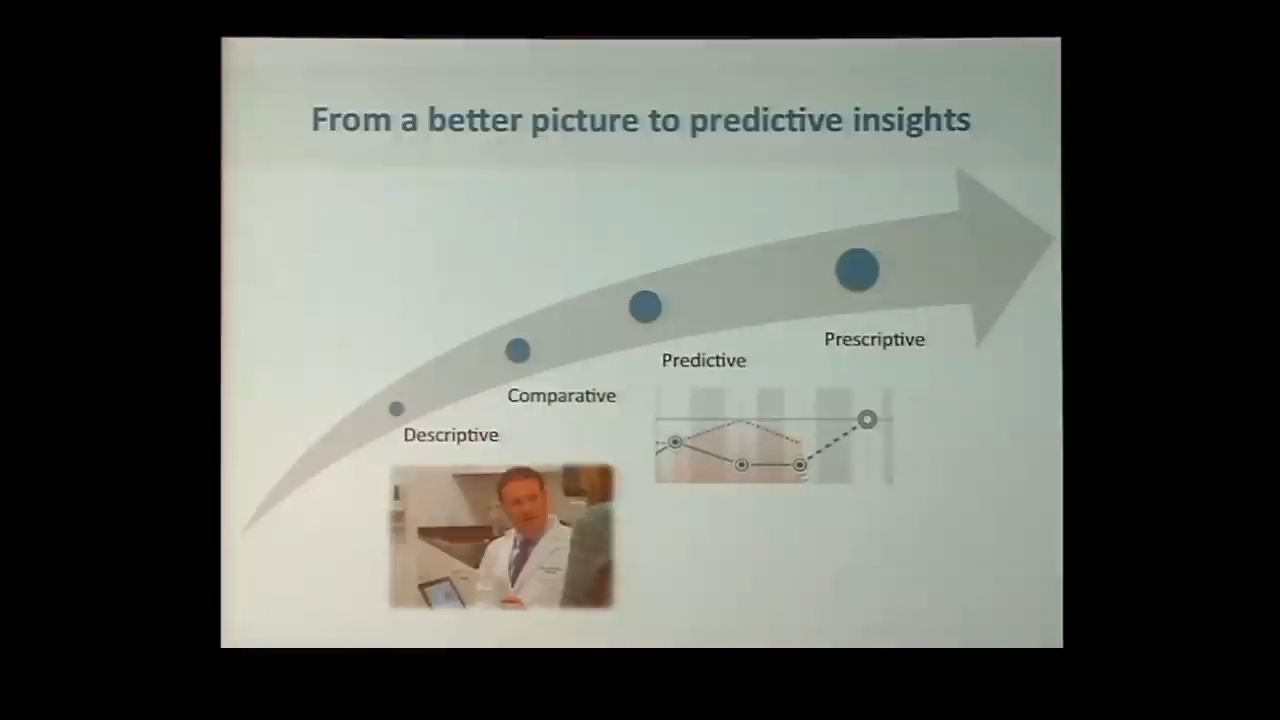 From a better picture to predictive insights
Prescriptive
Predictive
Comparative
Descriptive